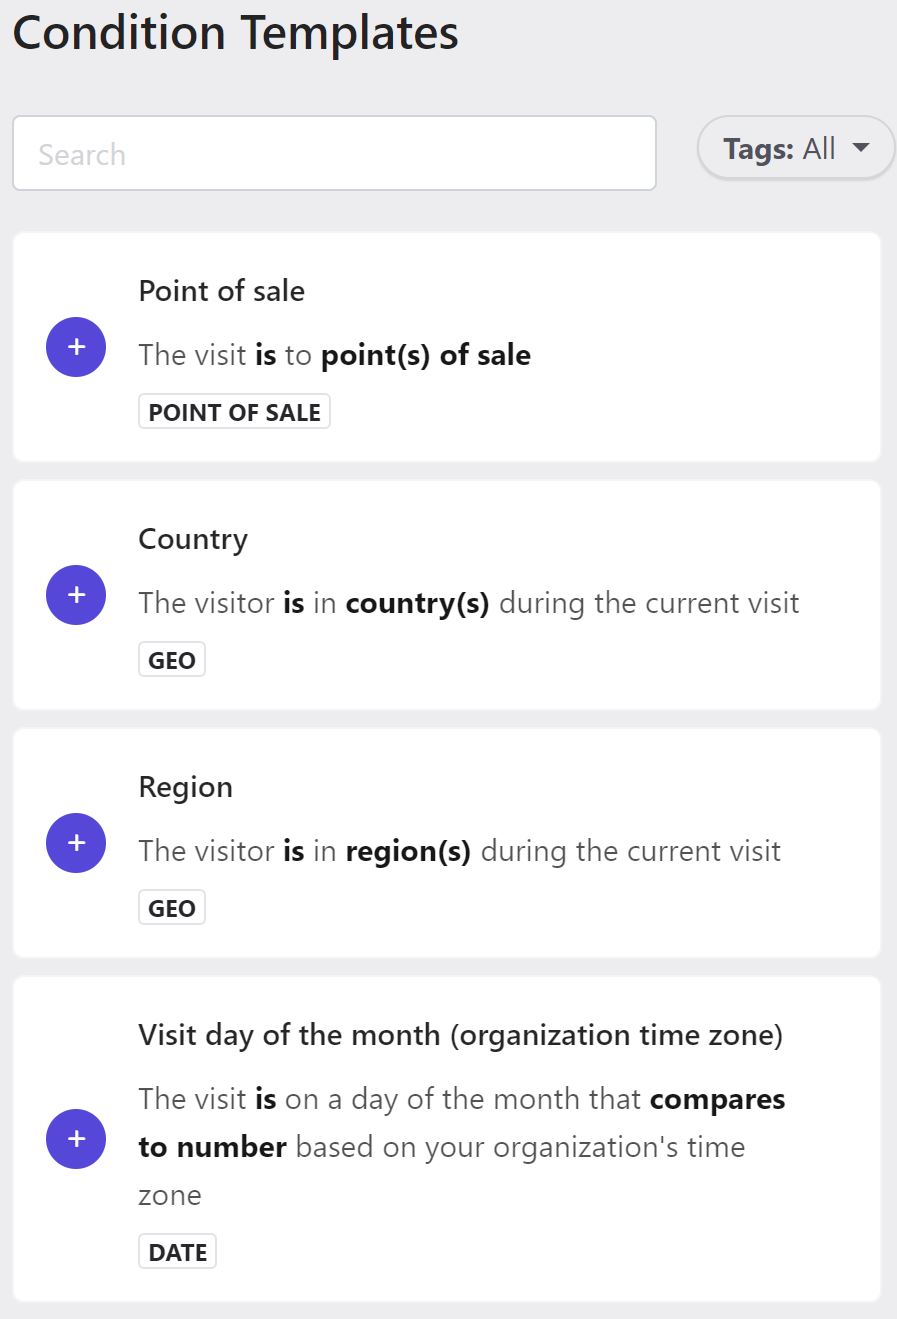 Condition Templates
Search
Tags: All
Point of sale
The visit is to point(s) of sale
POINT OF SALE
Country
The visitor is in country(s) during the current visit
GEO
Region
The visitor is in region(s) during the current visit
GEO
Visit day of the month (organization time zone)
The visit is on a day of the month that compares
to number based on your organization's time
zone
DATE